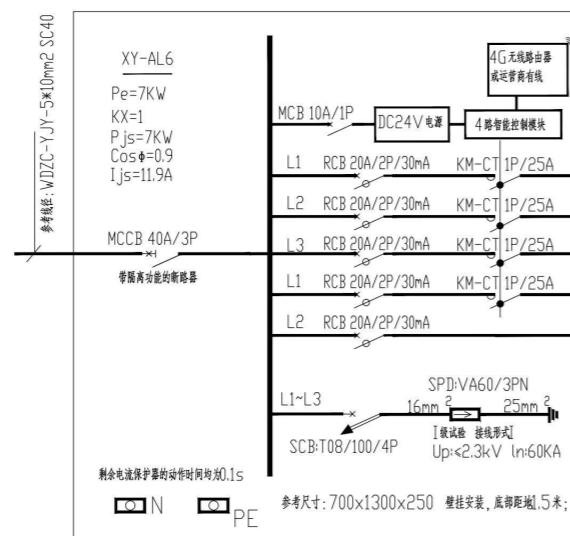 参考线径:WDZC-YJY-5*10mm2 SC40
XY-AL6
Pe=7KW
KX=1
Pjs=7KW
CosΦ=0.9
Ijs=11.9A
4G无线路由器
或运营商有线
MCB 10A/1P
DC24V电源
4路智能控制模块
L1 RCB 20A/2P/30mA KM-CT 1P/25A
L2 RCB 20A/2P/30mA KM-CT 1P/25A
MCCB 40A/3P
带隔离功能的断路器
L3 RCB 20A/2P/30mA KM-CT 1P/25A
L1 RCB 20A/2P/30mA KM-CT 1P/25A
L2 RCB 20A/2P/30mA
SPD:VA60/3PN
L1~L3
16mm² 25mm²
SCB:T08/100/4P
I级试验 接线形式I
Up:≤2.3kV In:60KA
剩余电流保护器的动作时间均为0.1s
N
PE
参考尺寸:700x1300x250 壁挂安装,底部距地1.5米;